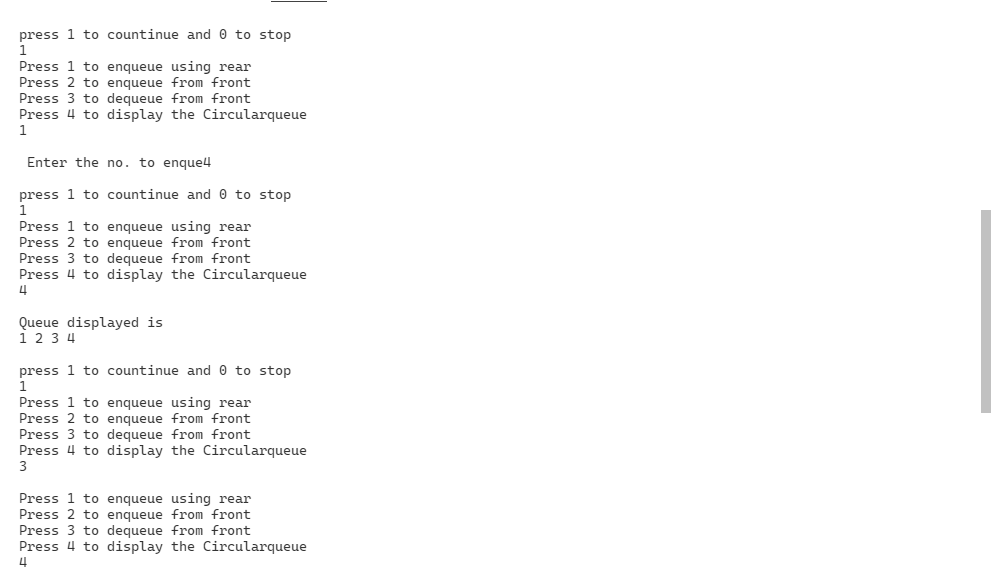 press 1 to countinue and 0 to stop
1
Press 1 to enqueue using rear
Press 2 to enqueue from front
Press 3 to dequeue from front
Press 4 to display the Circularqueue
1
Enter the no. to enque4
press 1 to countinue and 0 to stop
1
Press 1 to enqueue using rear
Press 2 to enqueue from front
Press 3 to dequeue from front
Press 4 to display the Circularqueue
4
Queue displayed is
1 2 3 4
press 1 to countinue and 0 to stop
1
Press 1 to enqueue using rear
Press 2 to enqueue from front
Press 3 to dequeue from front
Press 4 to display the Circularqueue
3
Press 1 to enqueue using rear
Press 2 to enqueue from front
Press 3 to dequeue from front
Press 4 to display the Circularqueue
4